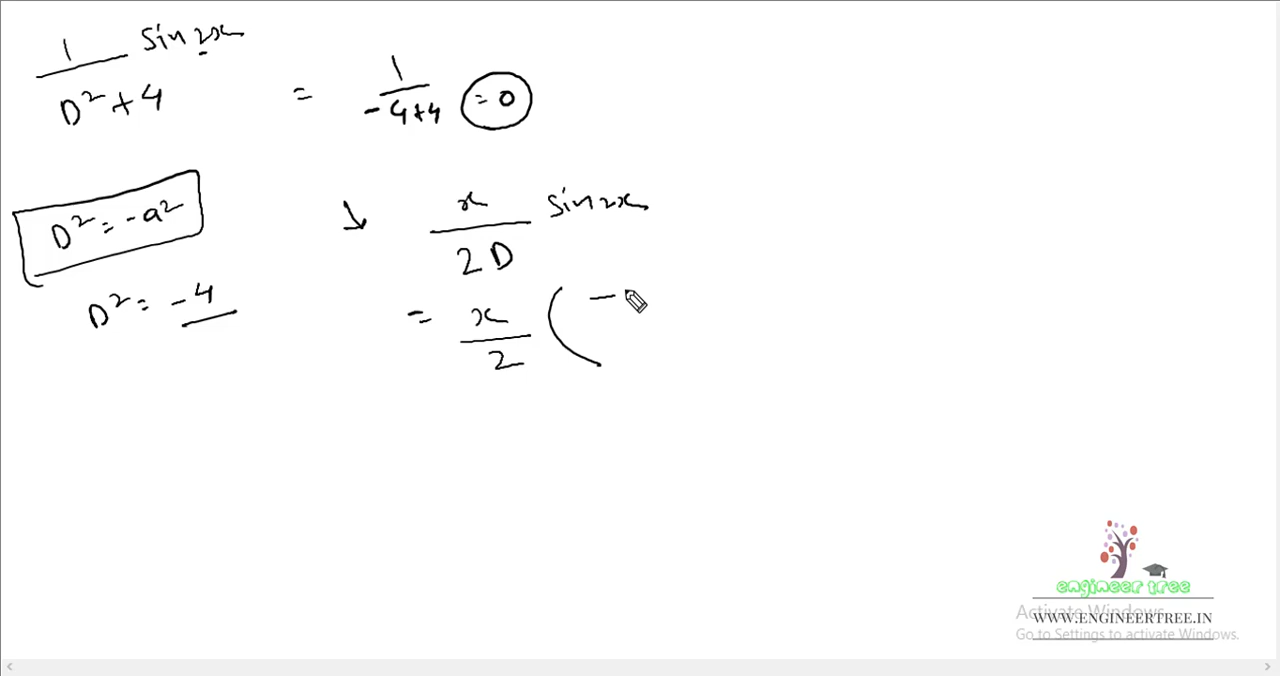 1/(D²+4) sin 2x = 1/(-4+4) = 0
D² = -a²
↓ x/(2D) sin 2x
D² = -4
= x/2 ( -
engineer tree
WWW.ENGINEERTREE.IN
Activate Windows
Go to Settings to activate Windows.